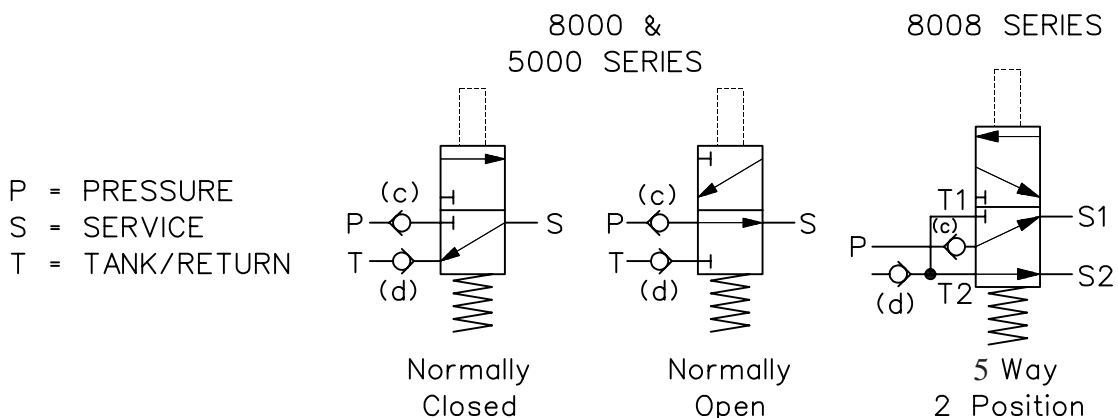 8000 &
5000 SERIES
8008 SERIES
P = PRESSURE
S = SERVICE
T = TANK/RETURN
(c)
P
S
T
(d)
(c)
P
S
T
(d)
T1
(c)
S1
P
T2
S2
(d)
Normally
Closed
Normally
Open
5 Way
2 Position